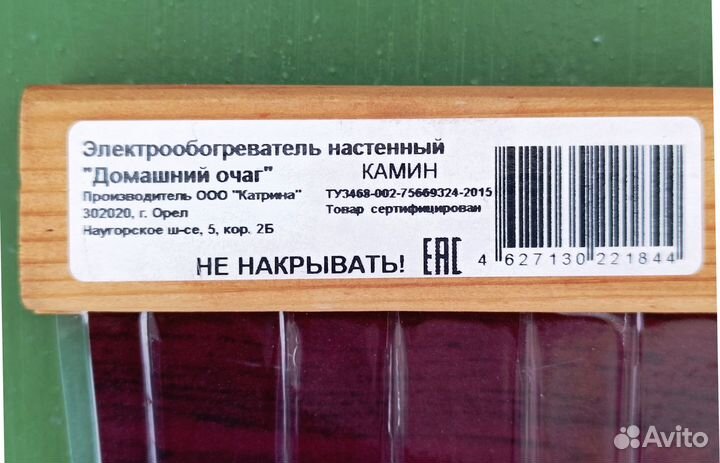 Электрообогреватель настенный
"Домашний очаг" КАМИН
Производитель ООО "Катрина" ТУ3468-002-75669324-2015
302020, г. Орел Товар сертифицирован
Наугорское ш-се, 5, кор. 2Б
НЕ НАКРЫВАТЬ! ЕАС 4 627130 221844
Avito